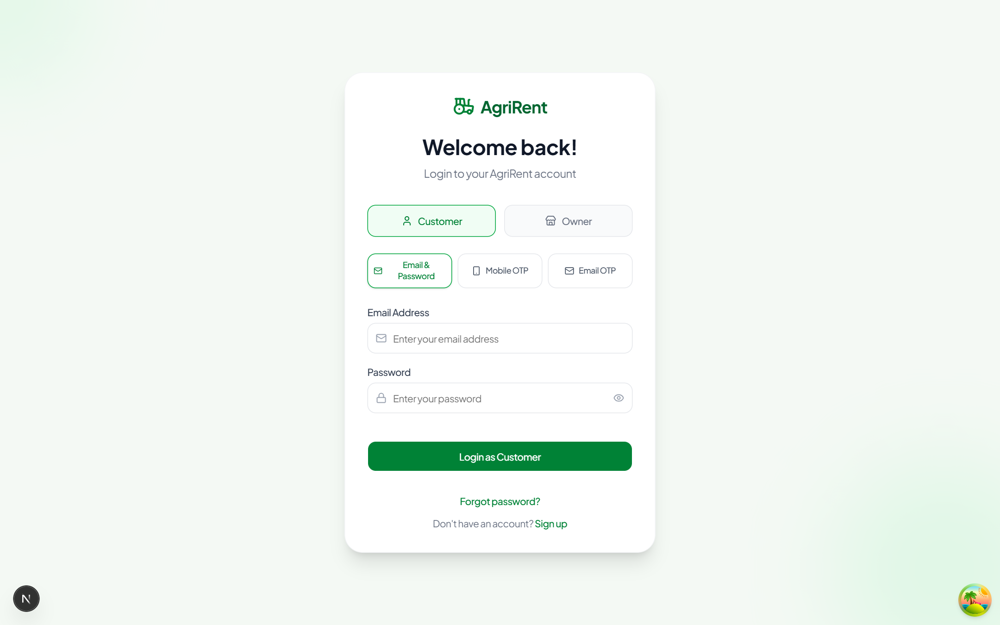 AgriRent
Welcome back!
Login to your AgriRent account
Customer
Owner
Email &
Password
Mobile OTP
Email OTP
Email Address
Enter your email address
Password
Enter your password
Login as Customer
Forgot password?
Don't have an account? Sign up
N